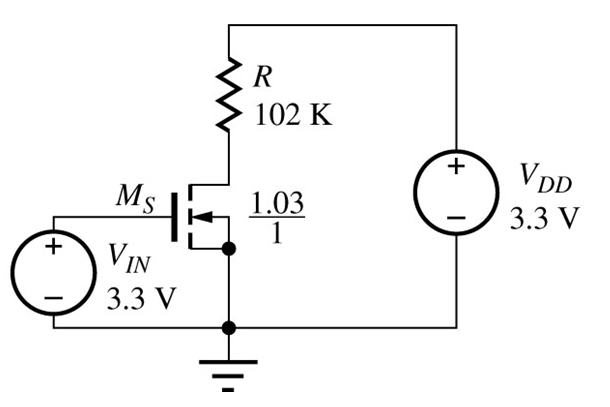 R
102 K
M_S
1.03
1
+
V_IN
−
3.3 V
+
V_DD
−
3.3 V